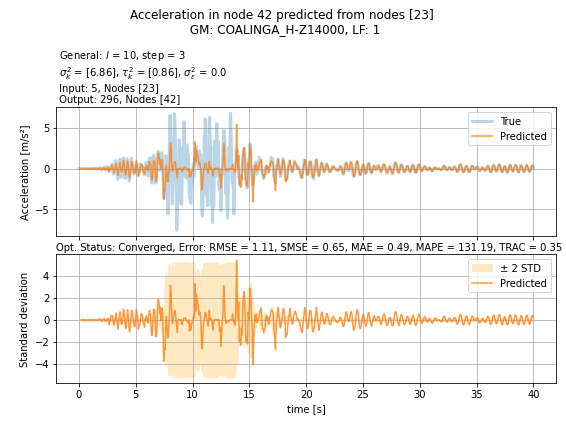 Acceleration in node 42 predicted from nodes [23]
GM: COALINGA_H-Z14000, LF: 1
General: l = 10, step = 3
σ²ₖ = [6.86], τ²ₖ = [0.86], σ²ε = 0.0
Input: 5, Nodes [23]
Output: 296, Nodes [42]
Acceleration [m/s²]
5
0
−5
True
Predicted
Opt. Status: Converged, Error: RMSE = 1.11, SMSE = 0.65, MAE = 0.49, MAPE = 131.19, TRAC = 0.35
Standard deviation
4
2
0
−2
−4
± 2 STD
Predicted
0 5 10 15 20 25 30 35 40
time [s]